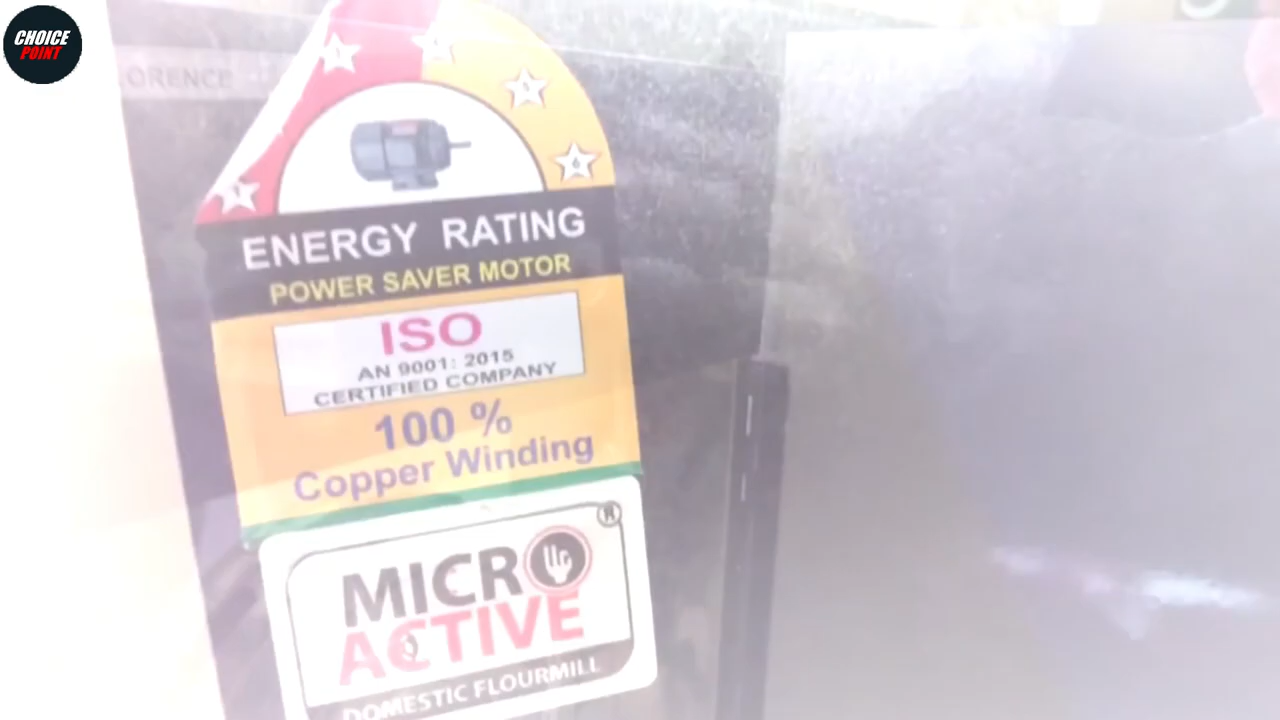 CHOICE
POINT
LORENCE
ENERGY RATING
POWER SAVER MOTOR
ISO
AN 9001: 2015
CERTIFIED COMPANY
100 %
Copper Winding
®
MICRO
ACTIVE
DOMESTIC FLOURMILL